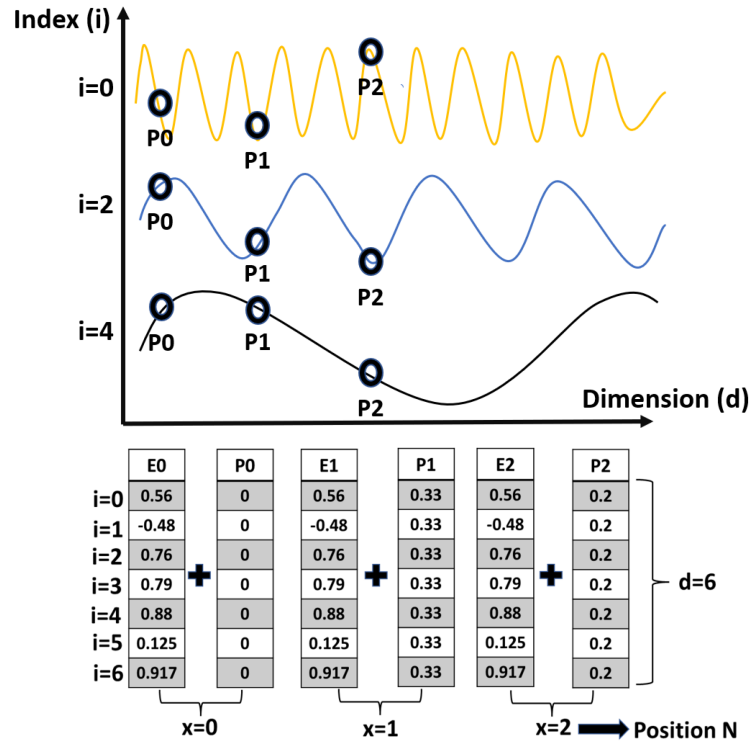 Index (i)
i=0
P0
P1
P2
i=2
P0
P1
P2
i=4
P0
P1
P2
Dimension (d)
E0 P0 E1 P1 E2 P2
i=0 0.56 0 0.56 0.33 0.56 0.2
i=1 -0.48 0 -0.48 0.33 -0.48 0.2
i=2 0.76 0 0.76 0.33 0.76 0.2
i=3 0.79 + 0 0.79 + 0.33 0.79 + 0.2 d=6
i=4 0.88 0 0.88 0.33 0.88 0.2
i=5 0.125 0 0.125 0.33 0.125 0.2
i=6 0.917 0 0.917 0.33 0.917 0.2
x=0 x=1 x=2 Position N